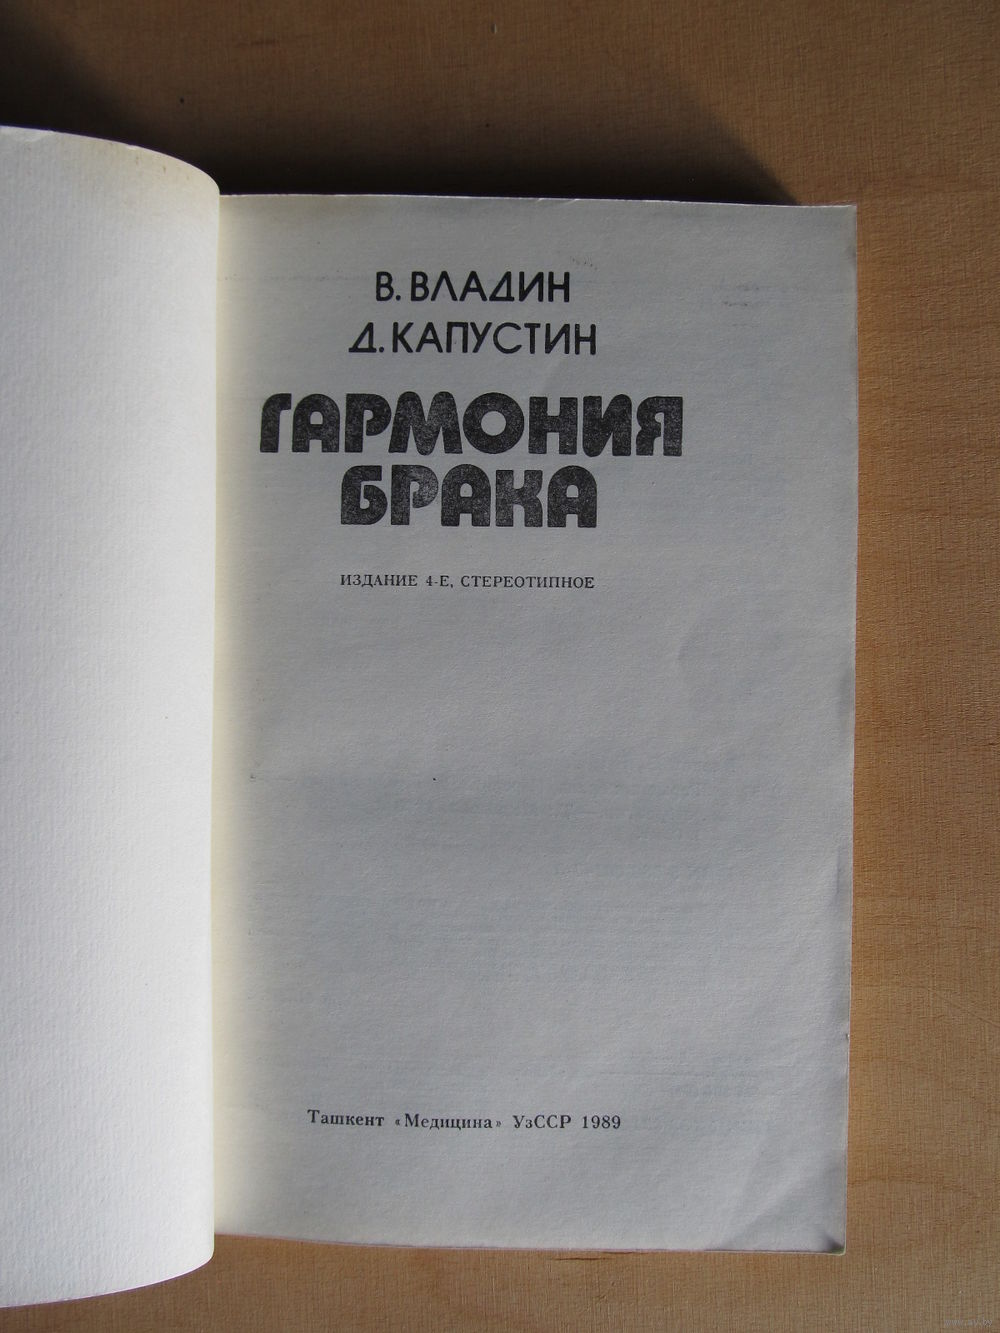 В. ВЛАДИН
Д. КАПУСТИН
ГАРМОНИЯ
БРАКА
ИЗДАНИЕ 4-Е, СТЕРЕОТИПНОЕ
Ташкент «Медицина» УзССР 1989